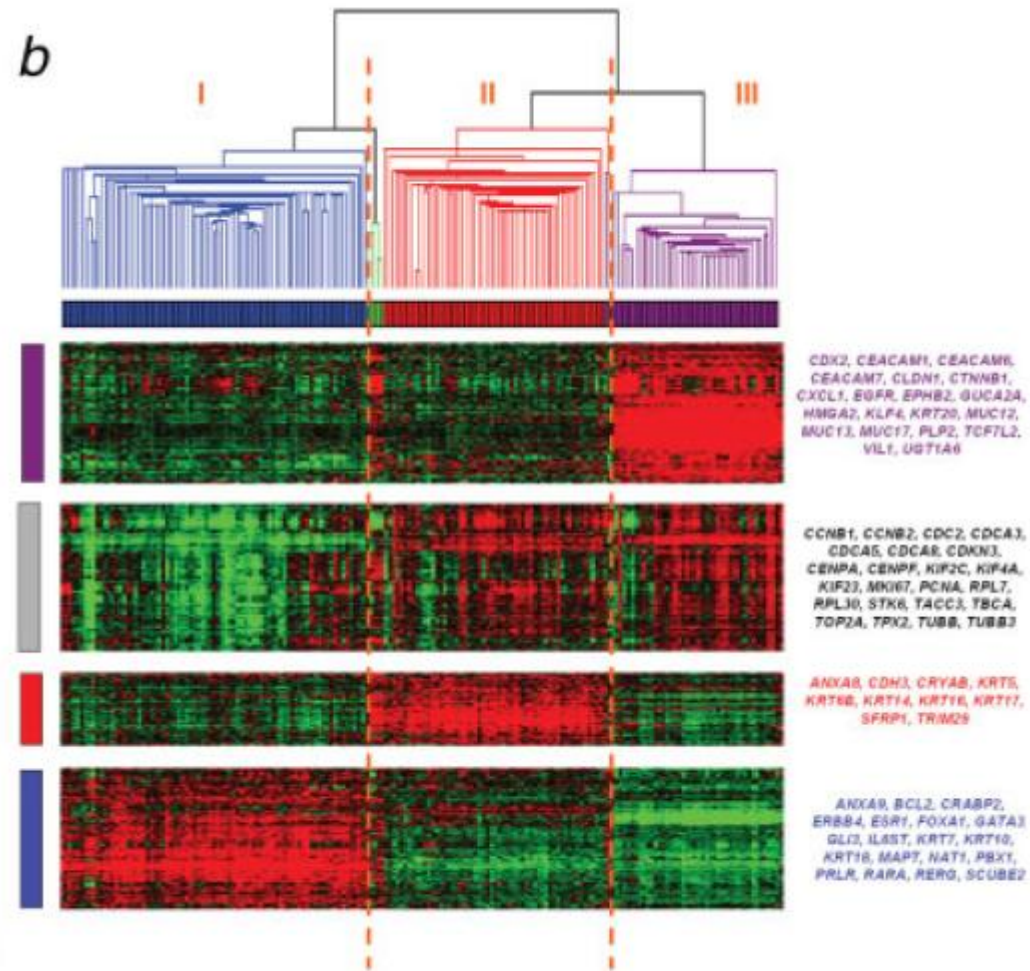 b
I II III
CDX2, CEACAM1, CEACAM6,
CEACAM7, CLDN1, CTNNB1,
CXCL1, EGFR, EPHB2, GUCA2A,
HMGA2, KLF4, KRT20, MUC12,
MUC13, MUC17, PLP2, TCF7L2,
VIL1, UGT1A6
CCNB1, CCNB2, CDC2, CDCA3,
CDCA5, CDCA8, CDKN3,
CENPA, CENPF, KIF2C, KIF4A,
KIF23, MKI67, PCNA, RPL7,
RPL30, STK6, TACC3, TBCA,
TOP2A, TPX2, TUBB, TUBB3
ANXA8, CDH3, CRYAB, KRT5,
KRT6B, KRT14, KRT16, KRT17,
SFRP1, TRIM29
ANXA9, BCL2, CRABP2,
ERBB4, ESR1, FOXA1, GATA3,
GLI3, IL6ST, KRT7, KRT10,
KRT18, MAPT, NAT1, PBX1,
PRLR, RARA, RERG, SCUBE2